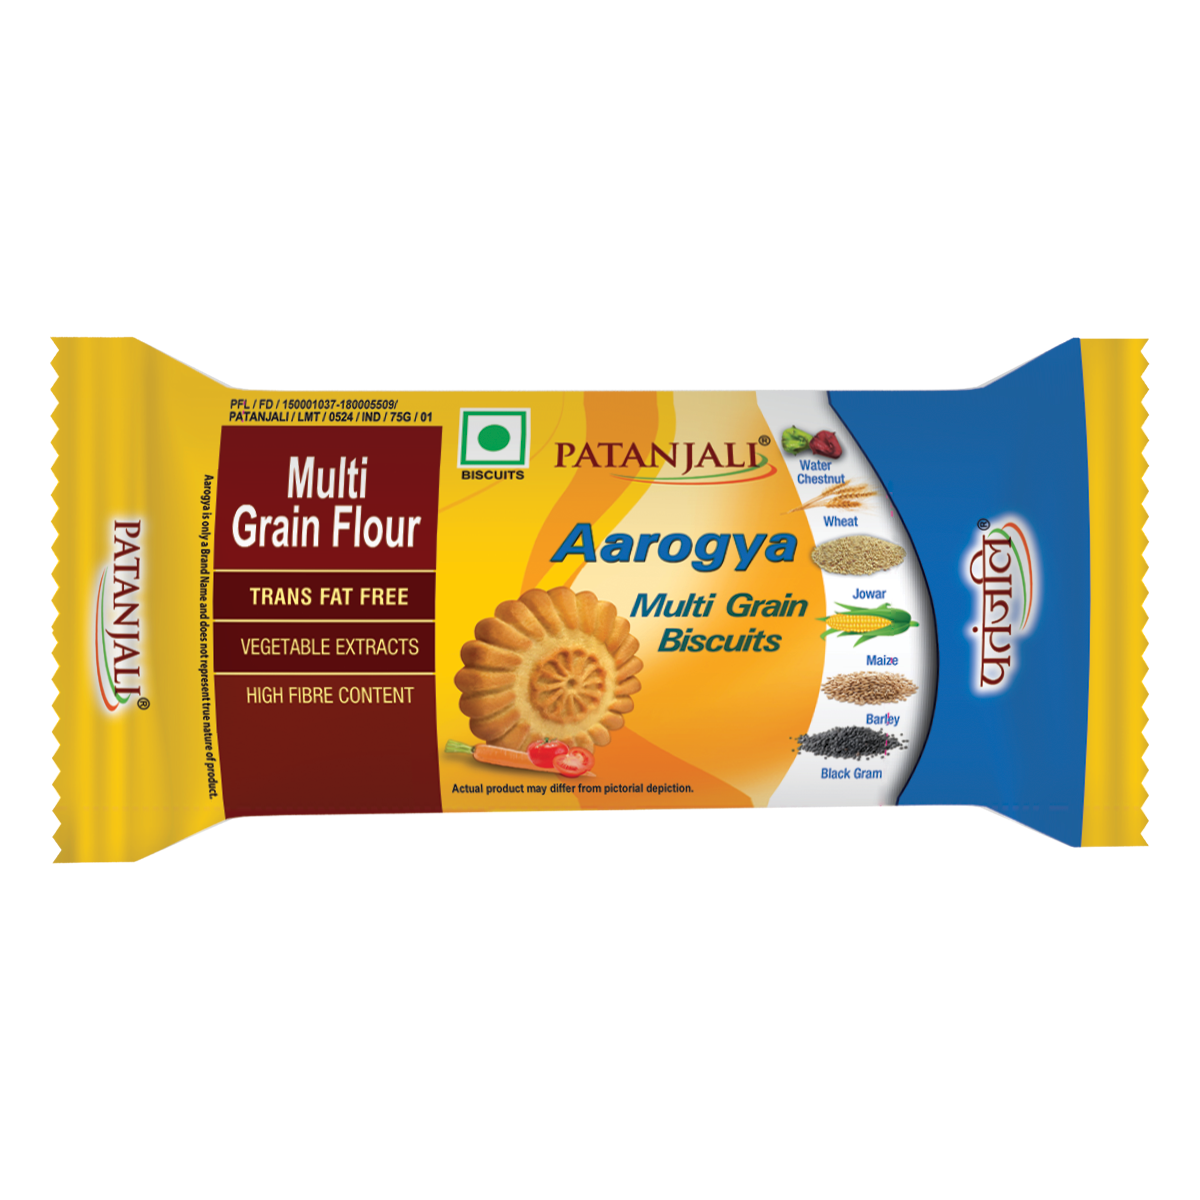 PFL / FD / 150001037-180005509/
PATANJALI / LMT / 0524 / IND / 75G / 01
PATANJALI®
Aarogya is only a Brand Name and does not represent true nature of product.
Multi
Grain Flour
TRANS FAT FREE
VEGETABLE EXTRACTS
HIGH FIBRE CONTENT
BISCUITS
PATANJALI®
Aarogya
Multi Grain
Biscuits
Actual product may differ from pictorial depiction.
Water
Chestnut
Wheat
Jowar
Maize
Barley
Black Gram
पतंजलि®